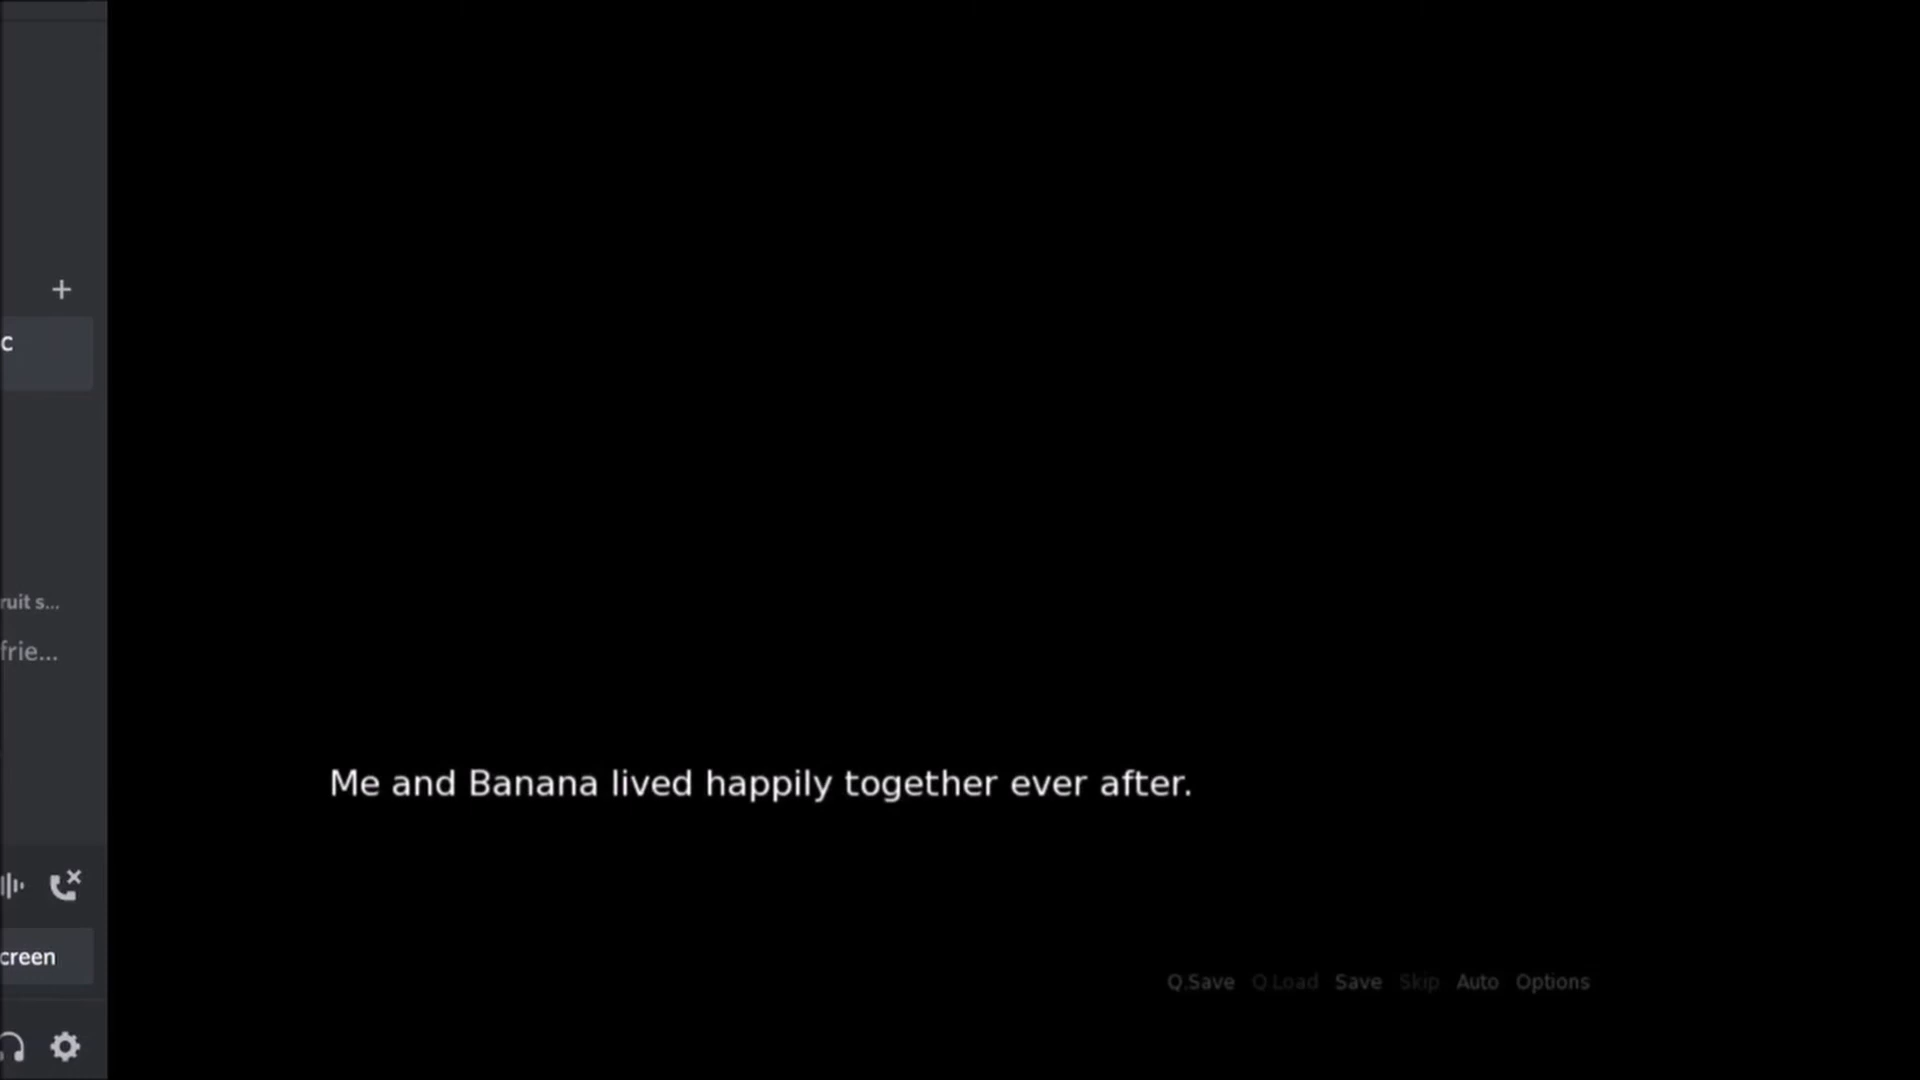 c
ruit s...
frie...
Me and Banana lived happily together ever after.
creen
Q.Save Q.Load Save Skip Auto Options